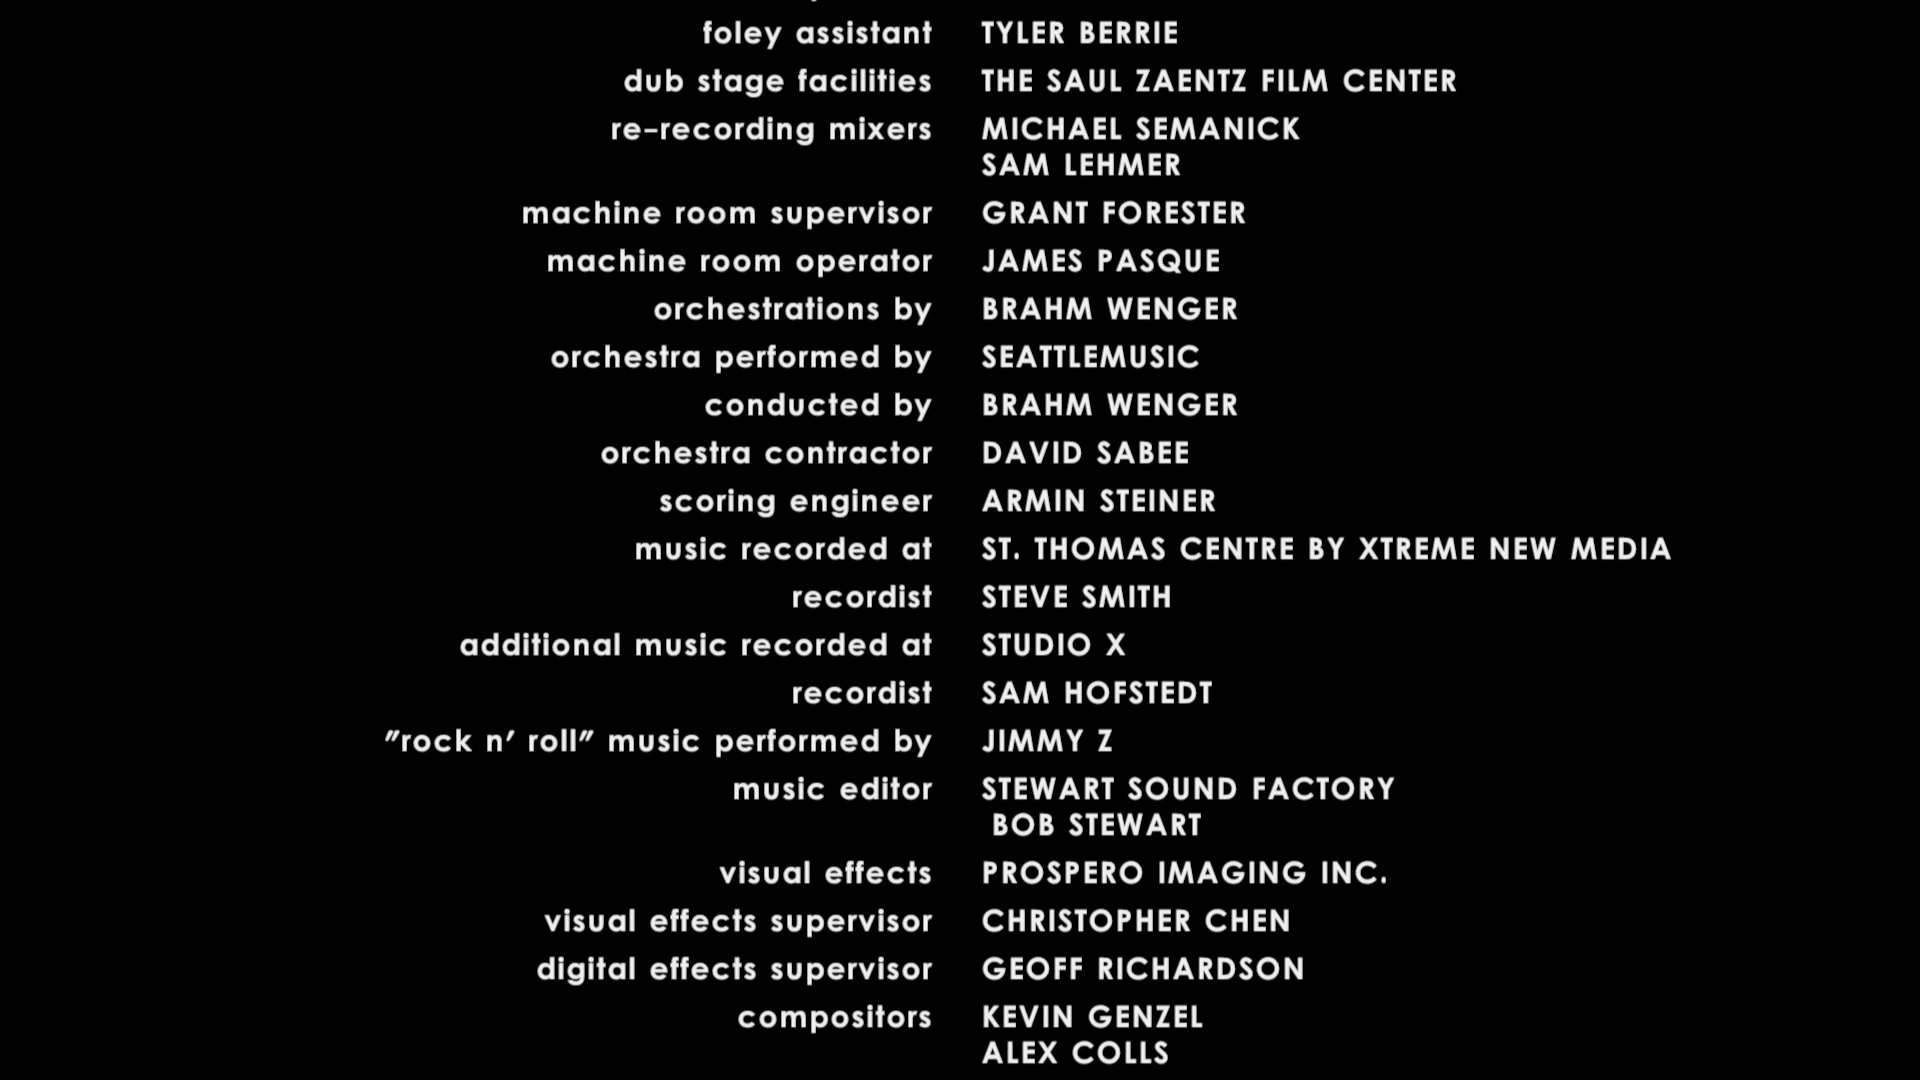 foley assistant TYLER BERRIE
dub stage facilities THE SAUL ZAENTZ FILM CENTER
re-recording mixers MICHAEL SEMANICK
SAM LEHMER
machine room supervisor GRANT FORESTER
machine room operator JAMES PASQUE
orchestrations by BRAHM WENGER
orchestra performed by SEATTLEMUSIC
conducted by BRAHM WENGER
orchestra contractor DAVID SABEE
scoring engineer ARMIN STEINER
music recorded at ST. THOMAS CENTRE BY XTREME NEW MEDIA
recordist STEVE SMITH
additional music recorded at STUDIO X
recordist SAM HOFSTEDT
"rock n' roll" music performed by JIMMY Z
music editor STEWART SOUND FACTORY
BOB STEWART
visual effects PROSPERO IMAGING INC.
visual effects supervisor CHRISTOPHER CHEN
digital effects supervisor GEOFF RICHARDSON
compositors KEVIN GENZEL
ALEX COLLS